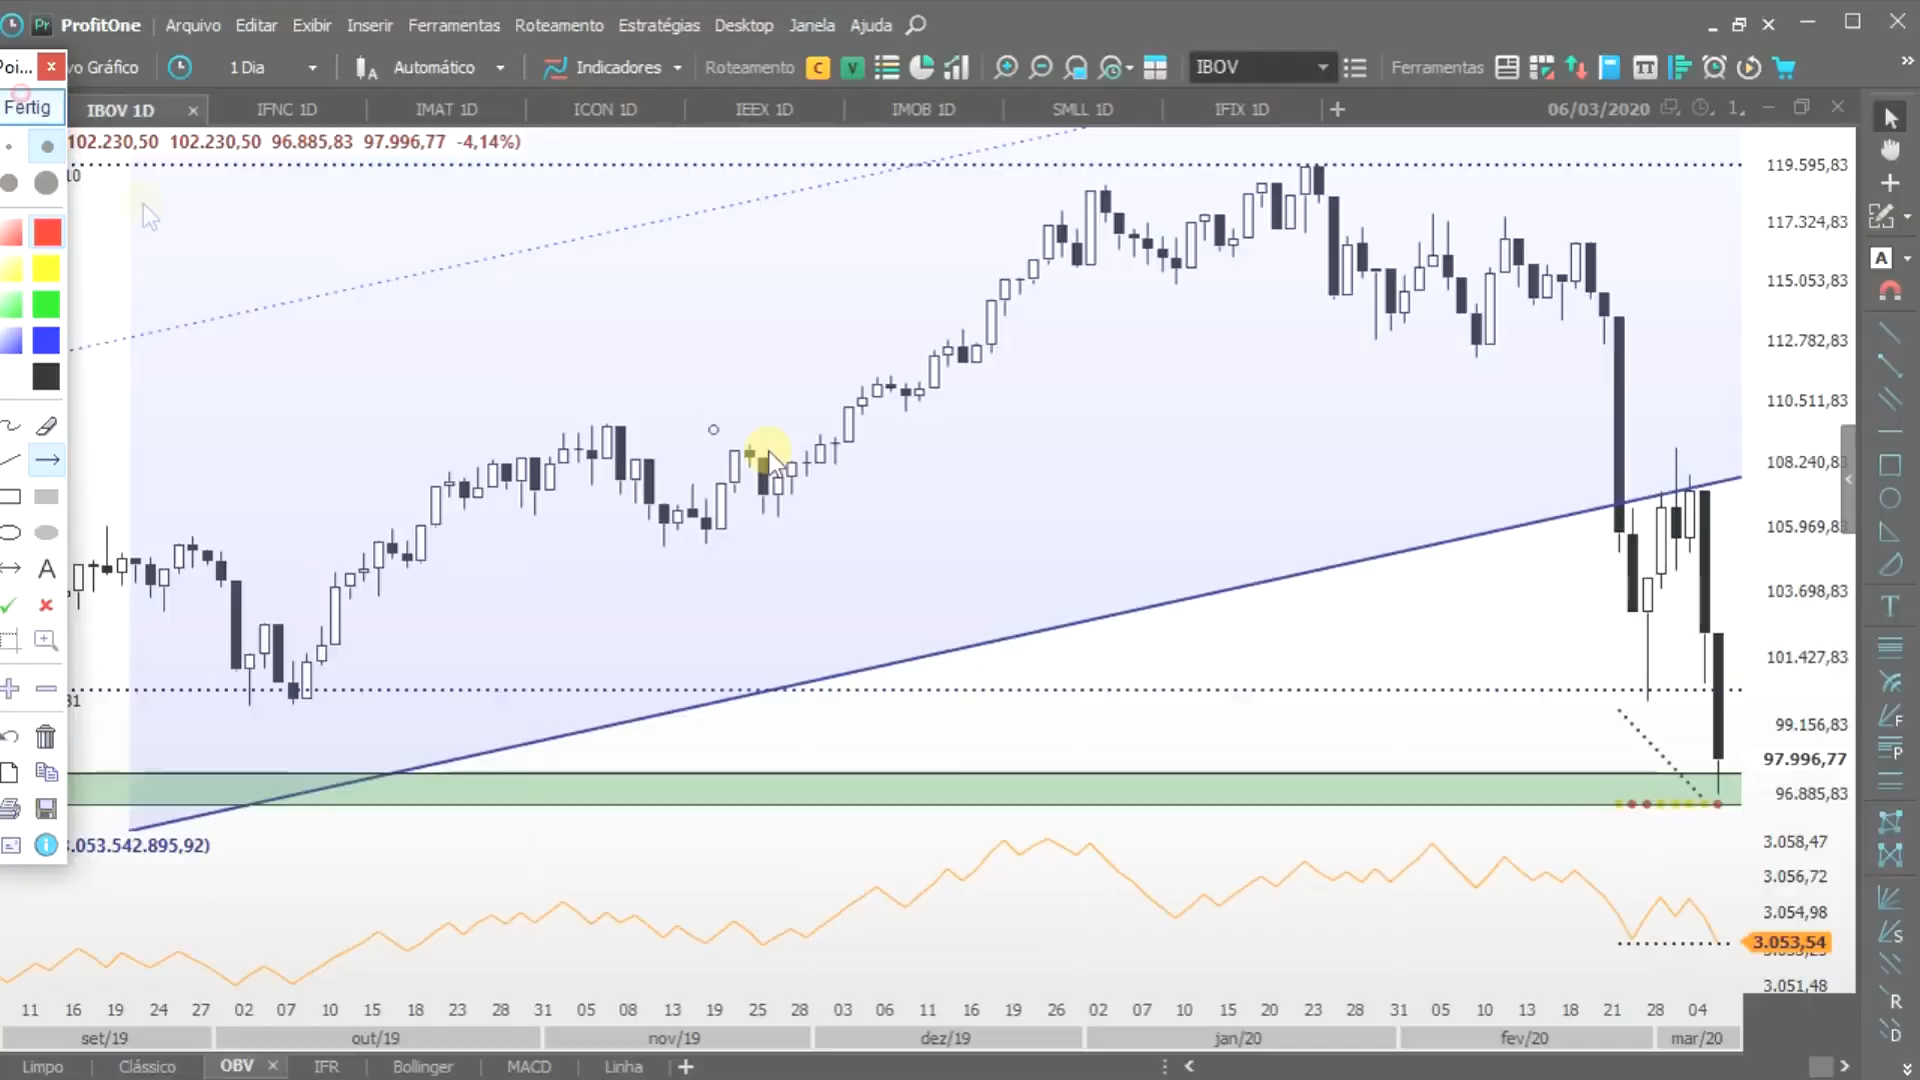 Pr ProfitOne Arquivo Editar Exibir Inserir Ferramentas Roteamento Estratégias Desktop Janela Ajuda
Poi... vo Gráfico 1 Dia Automático Indicadores Roteamento C V IBOV Ferramentas
Fertig IBOV 1D IFNC 1D IMAT 1D ICON 1D IEEX 1D IMOB 1D SMLL 1D IFIX 1D 06/03/2020 1
102.230,50 102.230,50 96.885,83 97.996,77 -4,14%)
10
119.595,83
117.324,83
A
115.053,83
112.782,83
110.511,83
108.240,8
105.969,8
A
103.698,83
T
101.427,83
31
99.156,83
F
P
97.996,77
96.885,83
.053.542.895,92)
3.058,47
3.056,72
3.054,98
S
3.053,54
3.051,48
R
D
11 16 19 24 27 02 07 10 15 18 23 28 31 05 08 13 19 25 28 03 06 11 16 19 26 02 07 10 15 20 23 28 31 05 10 13 18 21 28 04
set/19 out/19 nov/19 dez/19 jan/20 fev/20 mar/20
Limpo Clássico OBV IFR Bollinger MACD Linha